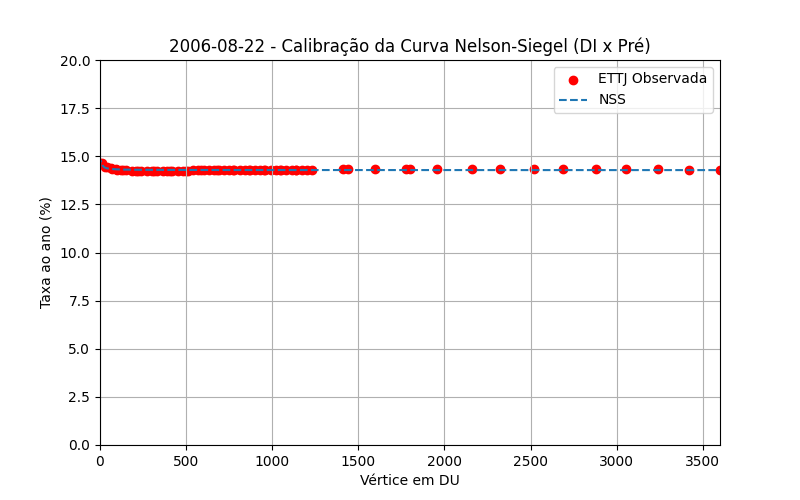 2006-08-22 - Calibração da Curva Nelson-Siegel (DI x Pré)
ETTJ Observada
NSS
Taxa ao ano (%)
20.0
17.5
15.0
12.5
10.0
7.5
5.0
2.5
0.0
0 500 1000 1500 2000 2500 3000 3500
Vértice em DU